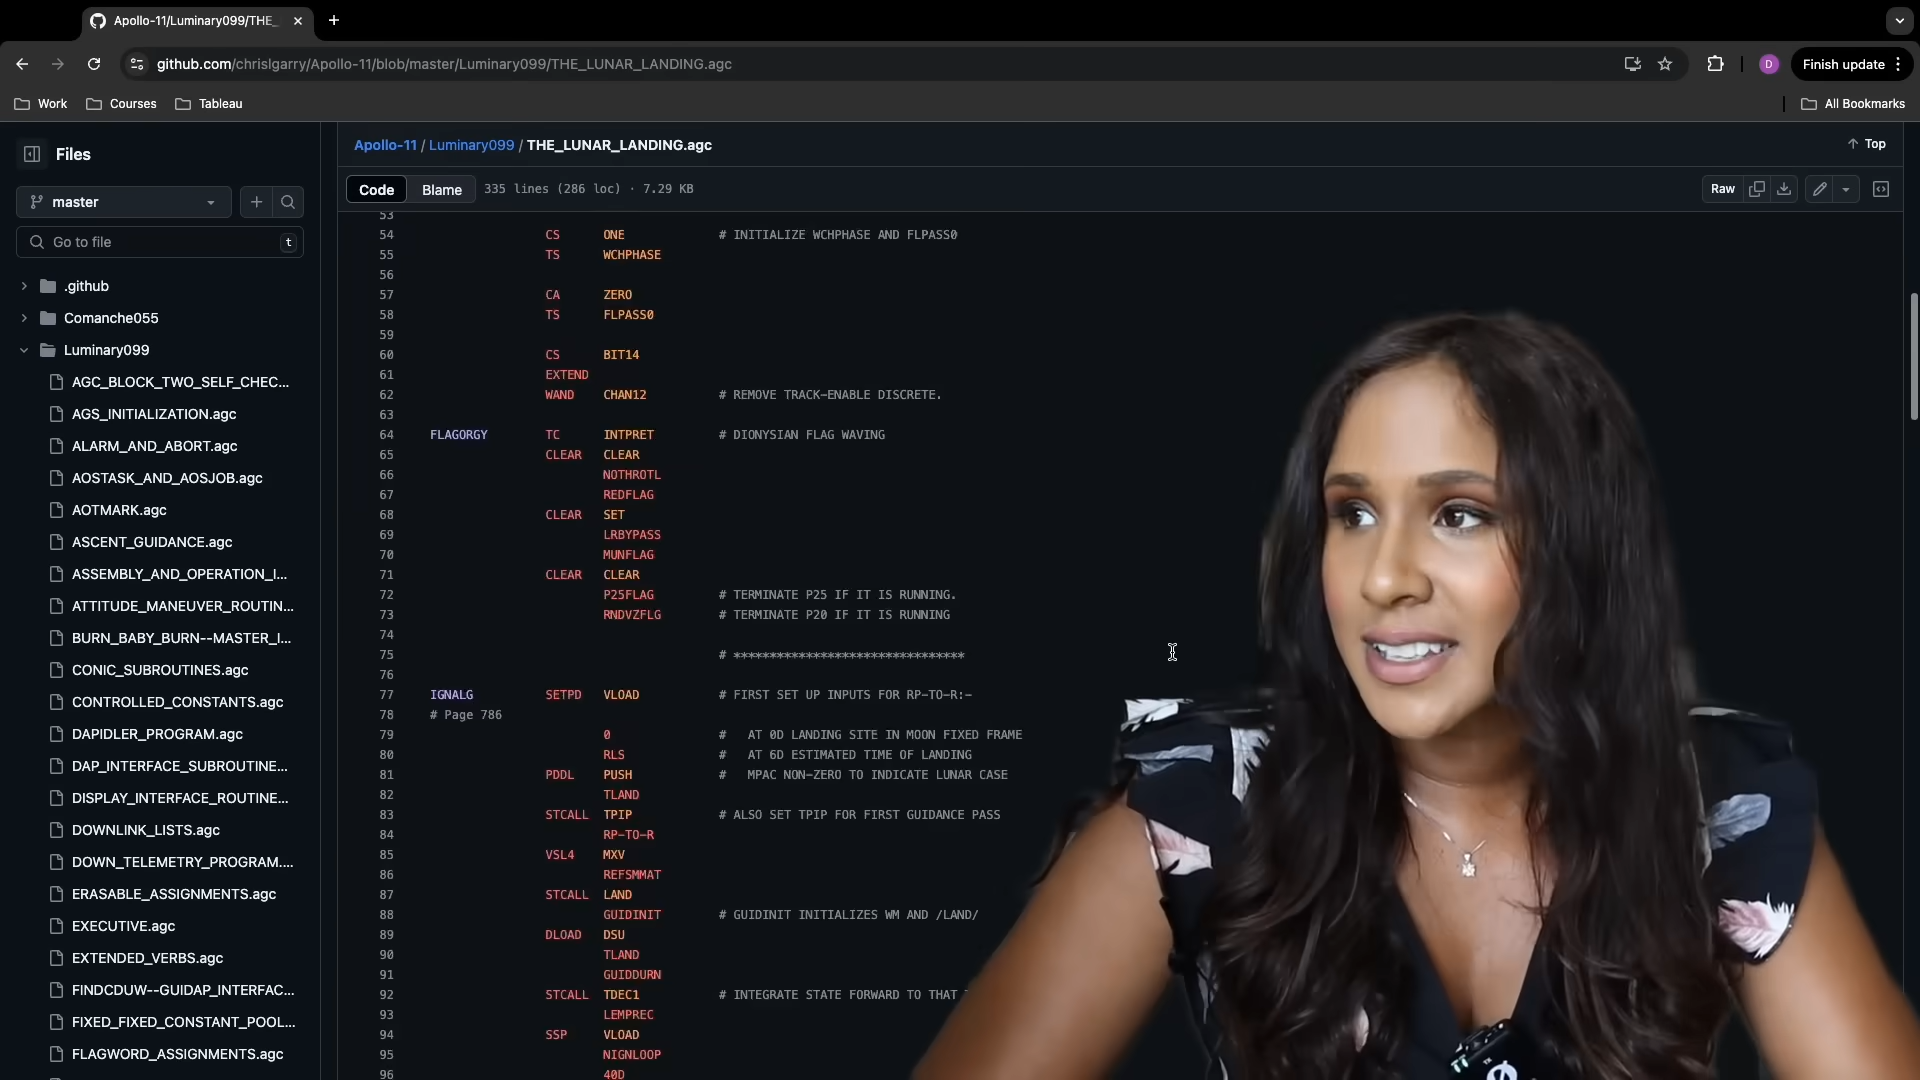 Apollo-11/Luminary099/THE_
github.com/chrislgarry/Apollo-11/blob/master/Luminary099/THE_LUNAR_LANDING.agc
D
Finish update
Work
Courses
Tableau
All Bookmarks
Files
master
Go to file
t
.github
Comanche055
Luminary099
AGC_BLOCK_TWO_SELF_CHEC...
AGS_INITIALIZATION.agc
ALARM_AND_ABORT.agc
AOSTASK_AND_AOSJOB.agc
AOTMARK.agc
ASCENT_GUIDANCE.agc
ASSEMBLY_AND_OPERATION_I...
ATTITUDE_MANEUVER_ROUTIN...
BURN_BABY_BURN--MASTER_I...
CONIC_SUBROUTINES.agc
CONTROLLED_CONSTANTS.agc
DAPIDLER_PROGRAM.agc
DAP_INTERFACE_SUBROUTINE...
DISPLAY_INTERFACE_ROUTINE...
DOWNLINK_LISTS.agc
DOWN_TELEMETRY_PROGRAM....
ERASABLE_ASSIGNMENTS.agc
EXECUTIVE.agc
EXTENDED_VERBS.agc
FINDCDUW--GUIDAP_INTERFAC...
FIXED_FIXED_CONSTANT_POOL...
FLAGWORD_ASSIGNMENTS.agc
Apollo-11 / Luminary099 / THE_LUNAR_LANDING.agc
Top
Code Blame 335 lines (286 loc) · 7.29 KB
Raw
53
54 CS ONE # INITIALIZE WCHPHASE AND FLPASS0
55 TS WCHPHASE
56
57 CA ZERO
58 TS FLPASS0
59
60 CS BIT14
61 EXTEND
62 WAND CHAN12 # REMOVE TRACK-ENABLE DISCRETE.
63
64 FLAGORGY TC INTPRET # DIONYSIAN FLAG WAVING
65 CLEAR CLEAR
66 NOTHROTL
67 REDFLAG
68 CLEAR SET
69 LRBYPASS
70 MUNFLAG
71 CLEAR CLEAR
72 P25FLAG # TERMINATE P25 IF IT IS RUNNING.
73 RNDVZFLG # TERMINATE P20 IF IT IS RUNNING
74
75 # ********************************
76
77 IGNALG SETPD VLOAD # FIRST SET UP INPUTS FOR RP-TO-R:-
78 # Page 786
79 0 # AT 0D LANDING SITE IN MOON FIXED FRAME
80 RLS # AT 6D ESTIMATED TIME OF LANDING
81 PDDL PUSH # MPAC NON-ZERO TO INDICATE LUNAR CASE
82 TLAND
83 STCALL TPIP # ALSO SET TPIP FOR FIRST GUIDANCE PASS
84 RP-TO-R
85 VSL4 MXV
86 REFSMMAT
87 STCALL LAND
88 GUIDINIT # GUIDINIT INITIALIZES WM AND /LAND/
89 DLOAD DSU
90 TLAND
91 GUIDDURN
92 STCALL TDEC1 # INTEGRATE STATE FORWARD TO THAT
93 LEMPREC
94 SSP VLOAD
95 NIGNLOOP
96 40D